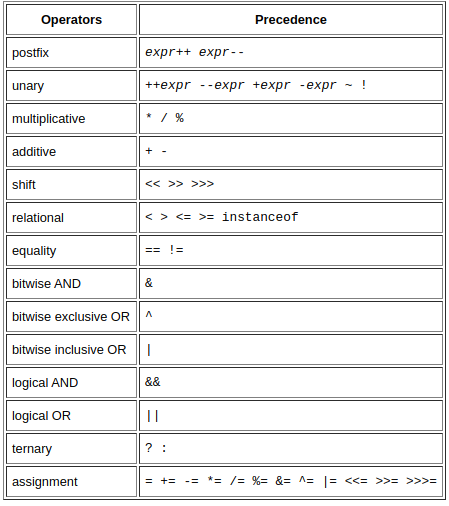 Operators Precedence
postfix expr++ expr--
unary ++expr --expr +expr -expr ~ !
multiplicative * / %
additive + -
shift << >> >>>
relational < > <= >= instanceof
equality == !=
bitwise AND &
bitwise exclusive OR ^
bitwise inclusive OR |
logical AND &&
logical OR ||
ternary ? :
assignment = += -= *= /= %= &= ^= |= <<= >>= >>>=